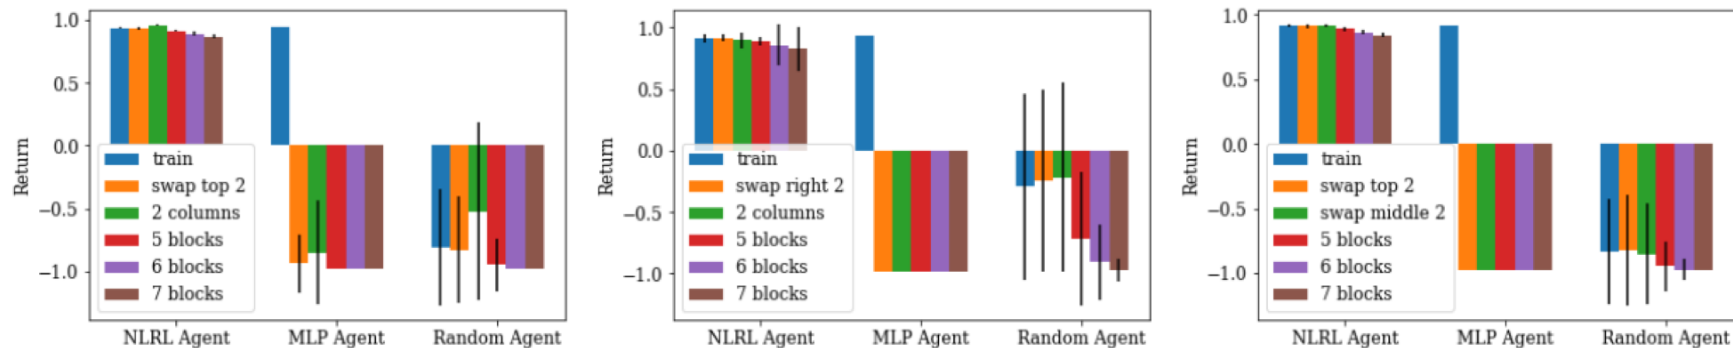 1.0
0.5
0.0
−0.5
−1.0
Return
train
swap top 2
2 columns
5 blocks
6 blocks
7 blocks
NLRL Agent
MLP Agent
Random Agent
1.0
0.5
0.0
−0.5
−1.0
Return
train
swap right 2
2 columns
5 blocks
6 blocks
7 blocks
NLRL Agent
MLP Agent
Random Agent
1.0
0.5
0.0
−0.5
−1.0
Return
train
swap top 2
swap middle 2
5 blocks
6 blocks
7 blocks
NLRL Agent
MLP Agent
Random Agent